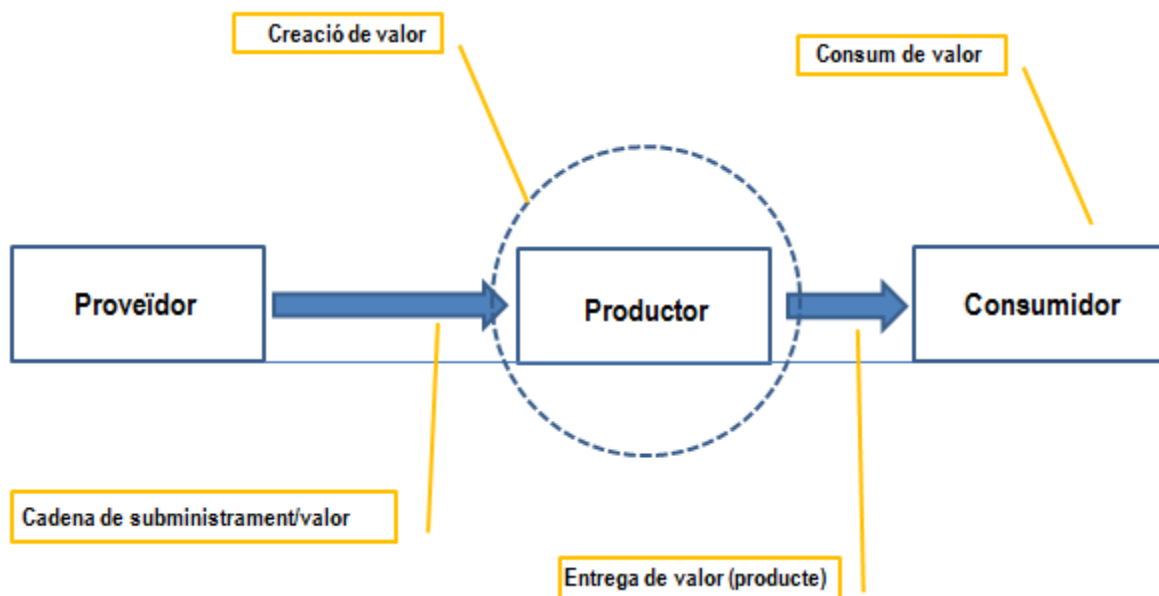 Creació de valor
Consum de valor
Proveïdor
Productor
Consumidor
Cadena de subministrament/valor
Entrega de valor (producte)